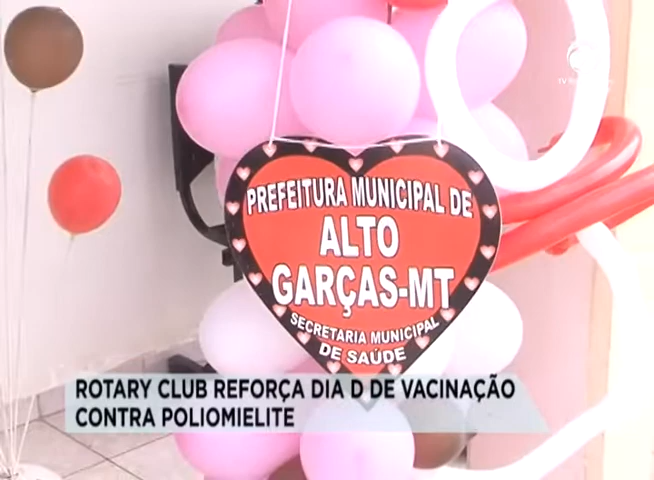 PREFEITURA MUNICIPAL DE
ALTO
GARÇAS-MT
SECRETARIA MUNICIPAL
DE SAÚDE
ROTARY CLUB REFORÇA DIA D DE VACINAÇÃO
CONTRA POLIOMIELITE